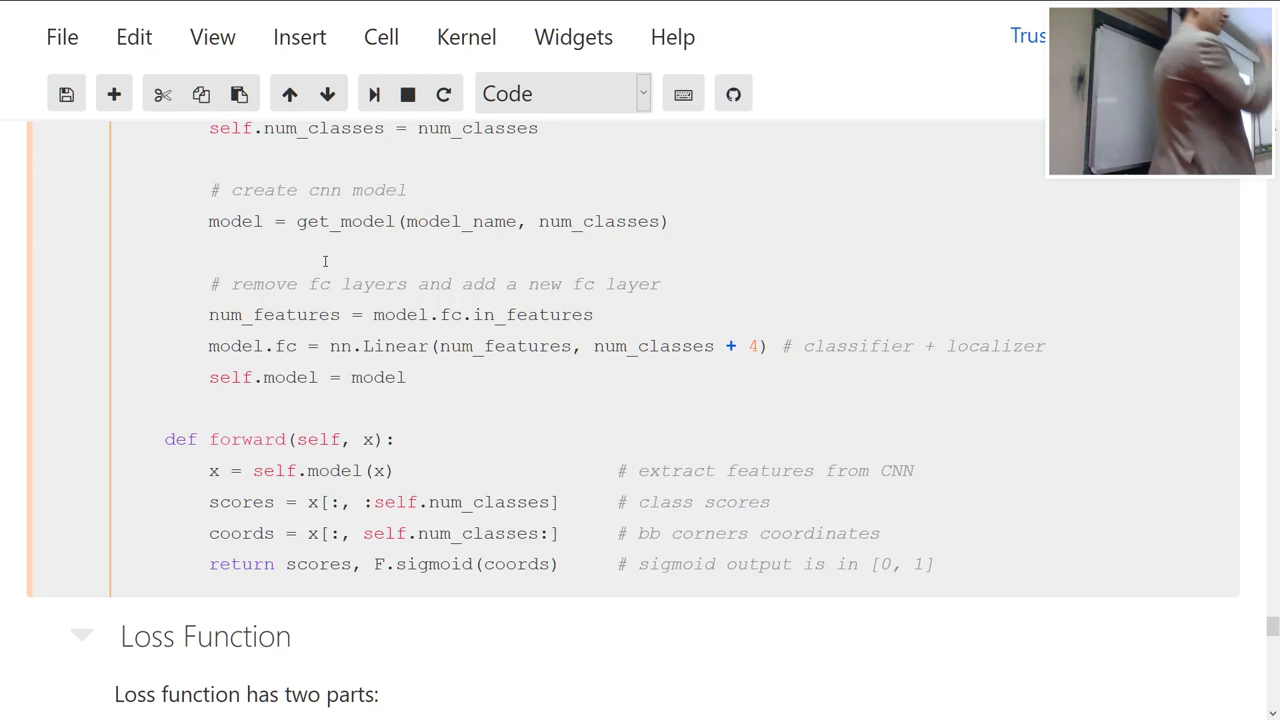 File Edit View Insert Cell Kernel Widgets Help Trus
Code
self.num_classes = num_classes
# create cnn model
model = get_model(model_name, num_classes)
# remove fc layers and add a new fc layer
num_features = model.fc.in_features
model.fc = nn.Linear(num_features, num_classes + 4) # classifier + localizer
self.model = model
def forward(self, x):
x = self.model(x) # extract features from CNN
scores = x[:, :self.num_classes] # class scores
coords = x[:, self.num_classes:] # bb corners coordinates
return scores, F.sigmoid(coords) # sigmoid output is in [0, 1]
Loss Function
Loss function has two parts: